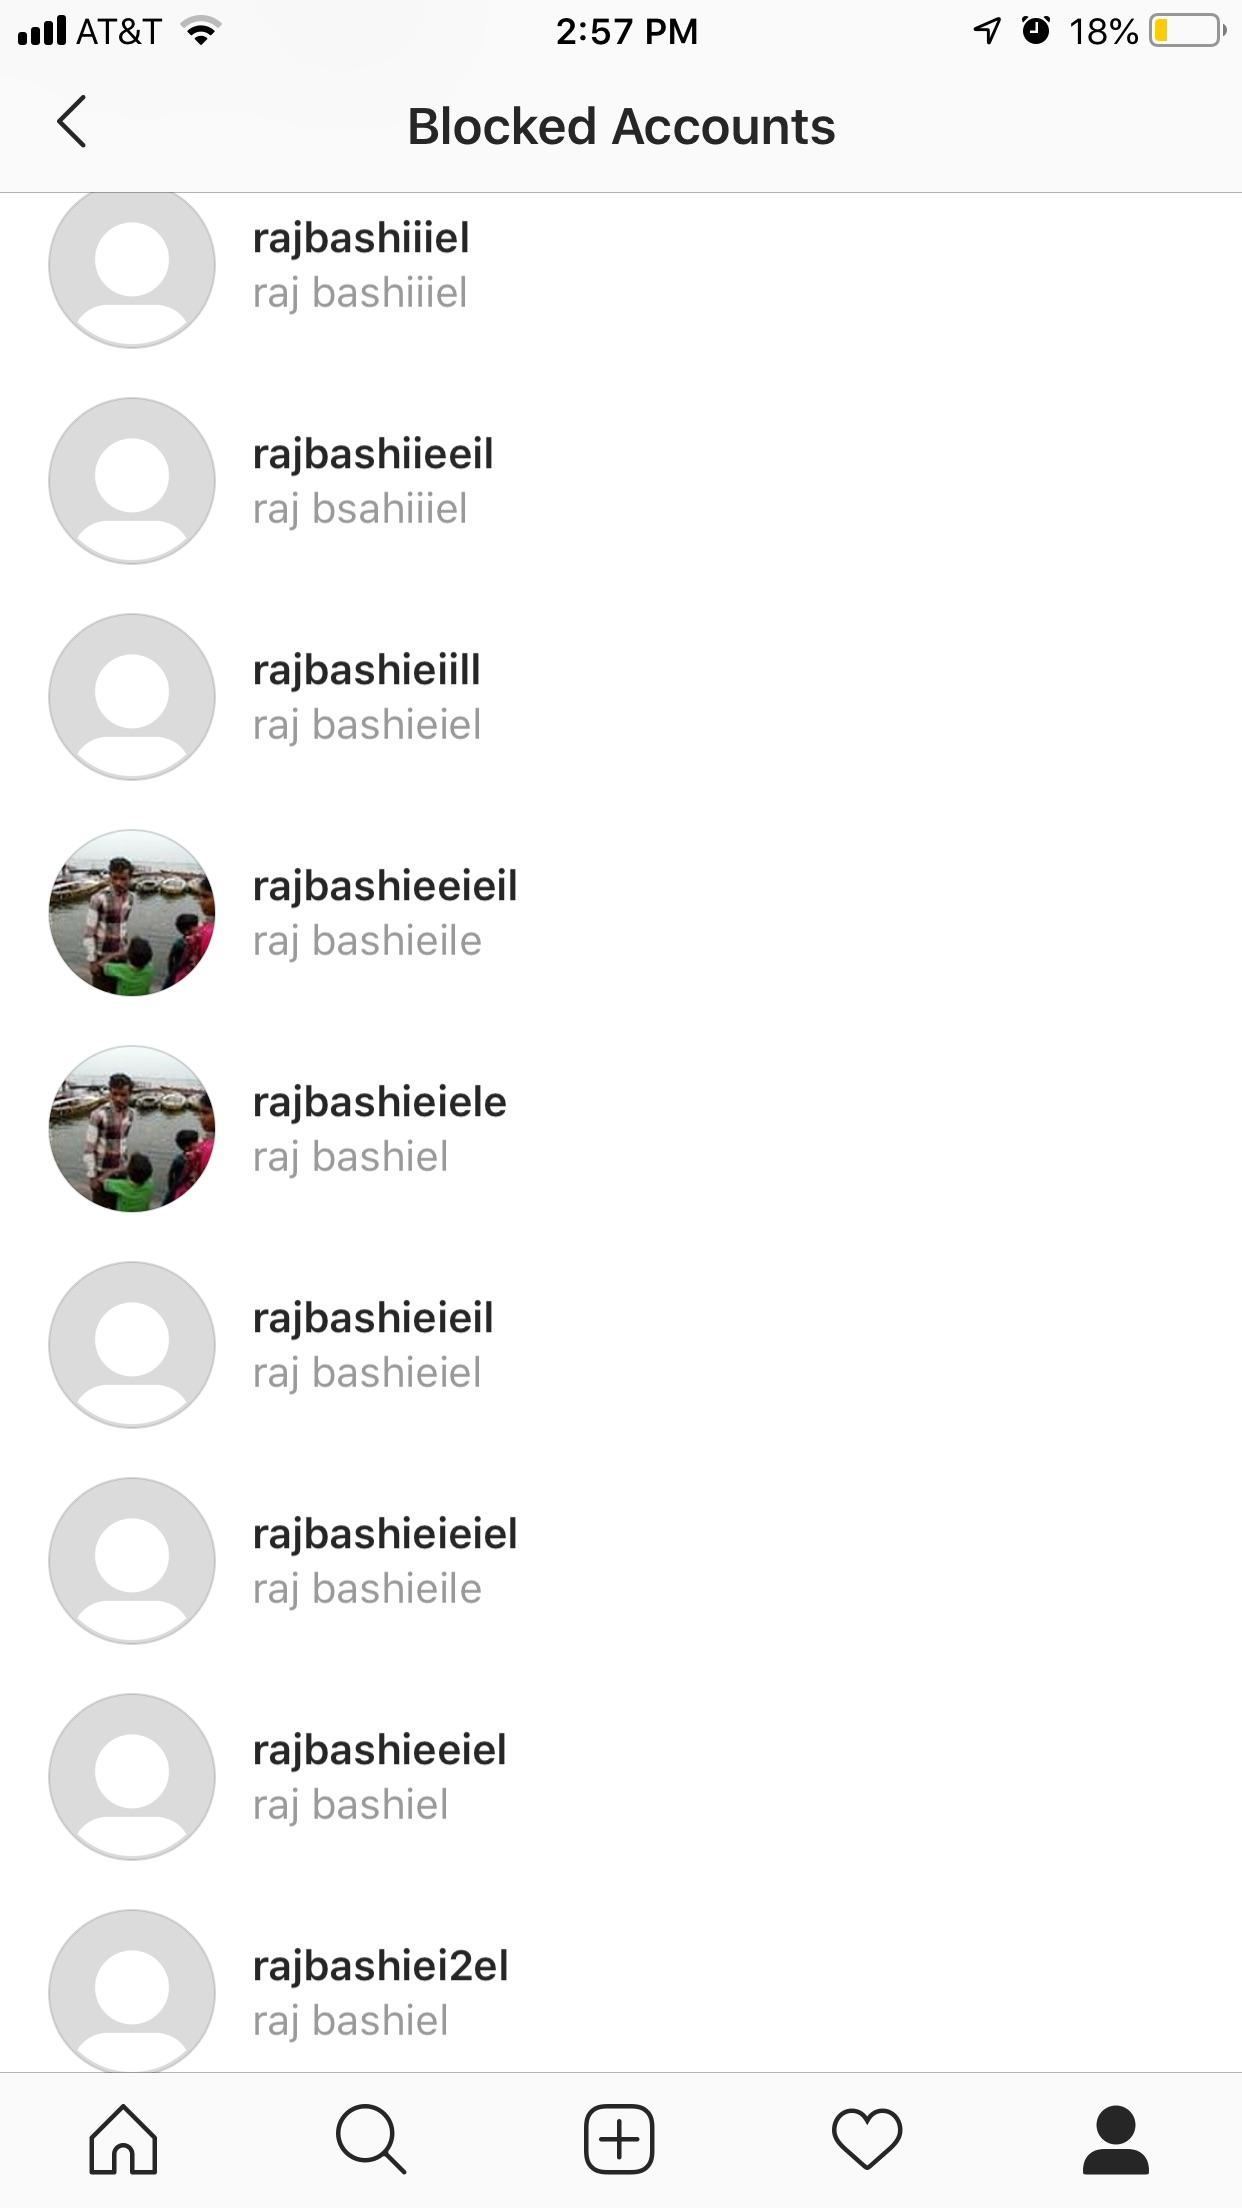 AT&T 2:57 PM 18%
Blocked Accounts
rajbashiiiel
raj bashiiiel
rajbashiieeil
raj bsahiiiel
rajbashieiill
raj bashieiel
rajbashieeieil
raj bashieile
rajbashieiele
raj bashiel
rajbashieieil
raj bashieiel
rajbashieieiel
raj bashieile
rajbashieeiel
raj bashiel
rajbashiei2el
raj bashiel